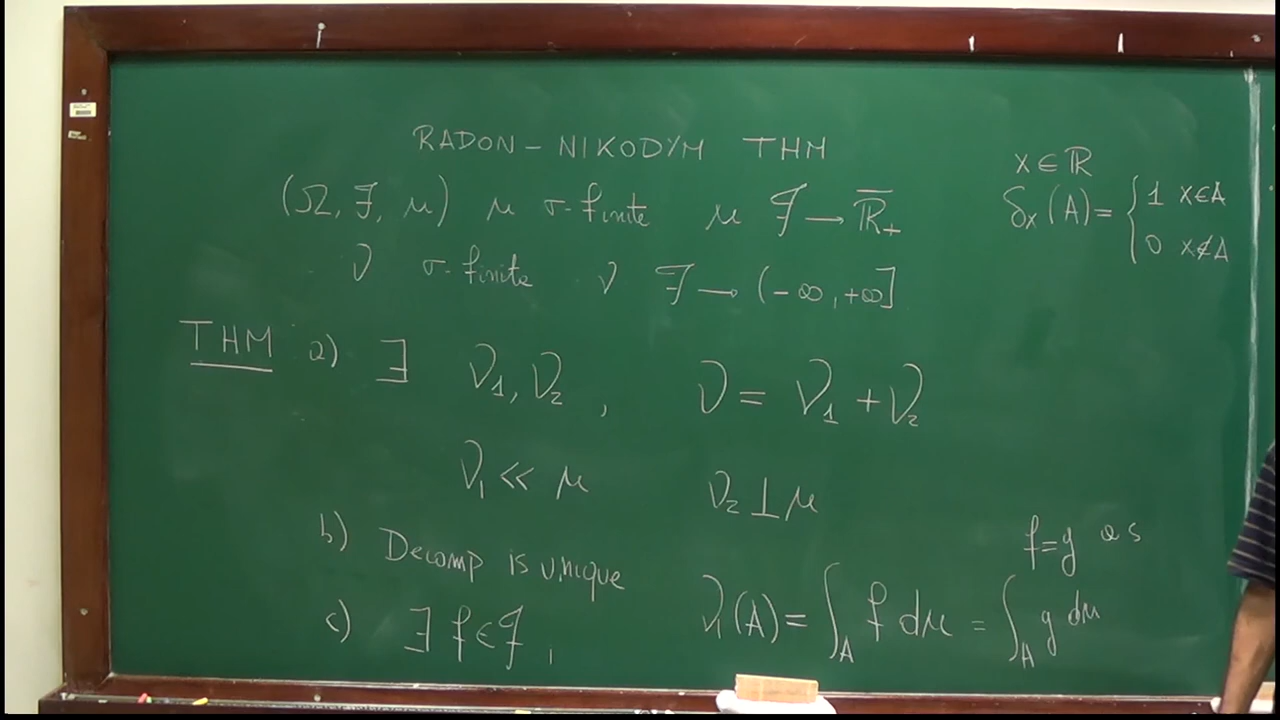 RADON-NIKODYM THM
(Ω, ℱ, μ) μ σ-finite μ ℱ → ℝ̅₊
ν σ-finite ν ℱ → (-∞, +∞]
x ∈ ℝ
δₓ(A) = { 1 x∈A
0 x∉A
THM a) ∃ ν₁, ν₂, ν = ν₁ + ν₂
ν₁ << μ ν₂ ⊥ μ
b) Decomp is unique
f=g as
c) ∃ f ∈ ℱ, ν₁(A) = ∫_A f dμ = ∫_A g dμ